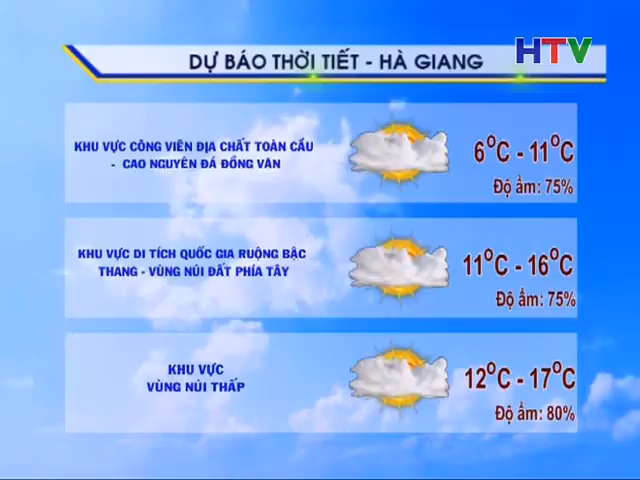 DỰ BÁO THỜI TIẾT - HÀ GIANG
HTV
KHU VỰC CÔNG VIÊN ĐỊA CHẤT TOÀN CẦU
- CAO NGUYÊN ĐÁ ĐỒNG VĂN
6°C - 11°C
Độ ẩm: 75%
KHU VỰC DI TÍCH QUỐC GIA RUỘNG BẬC
THANG - VÙNG NÚI ĐẤT PHÍA TÂY
11°C - 16°C
Độ ẩm: 75%
KHU VỰC
VÙNG NÚI THẤP
12°C - 17°C
Độ ẩm: 80%